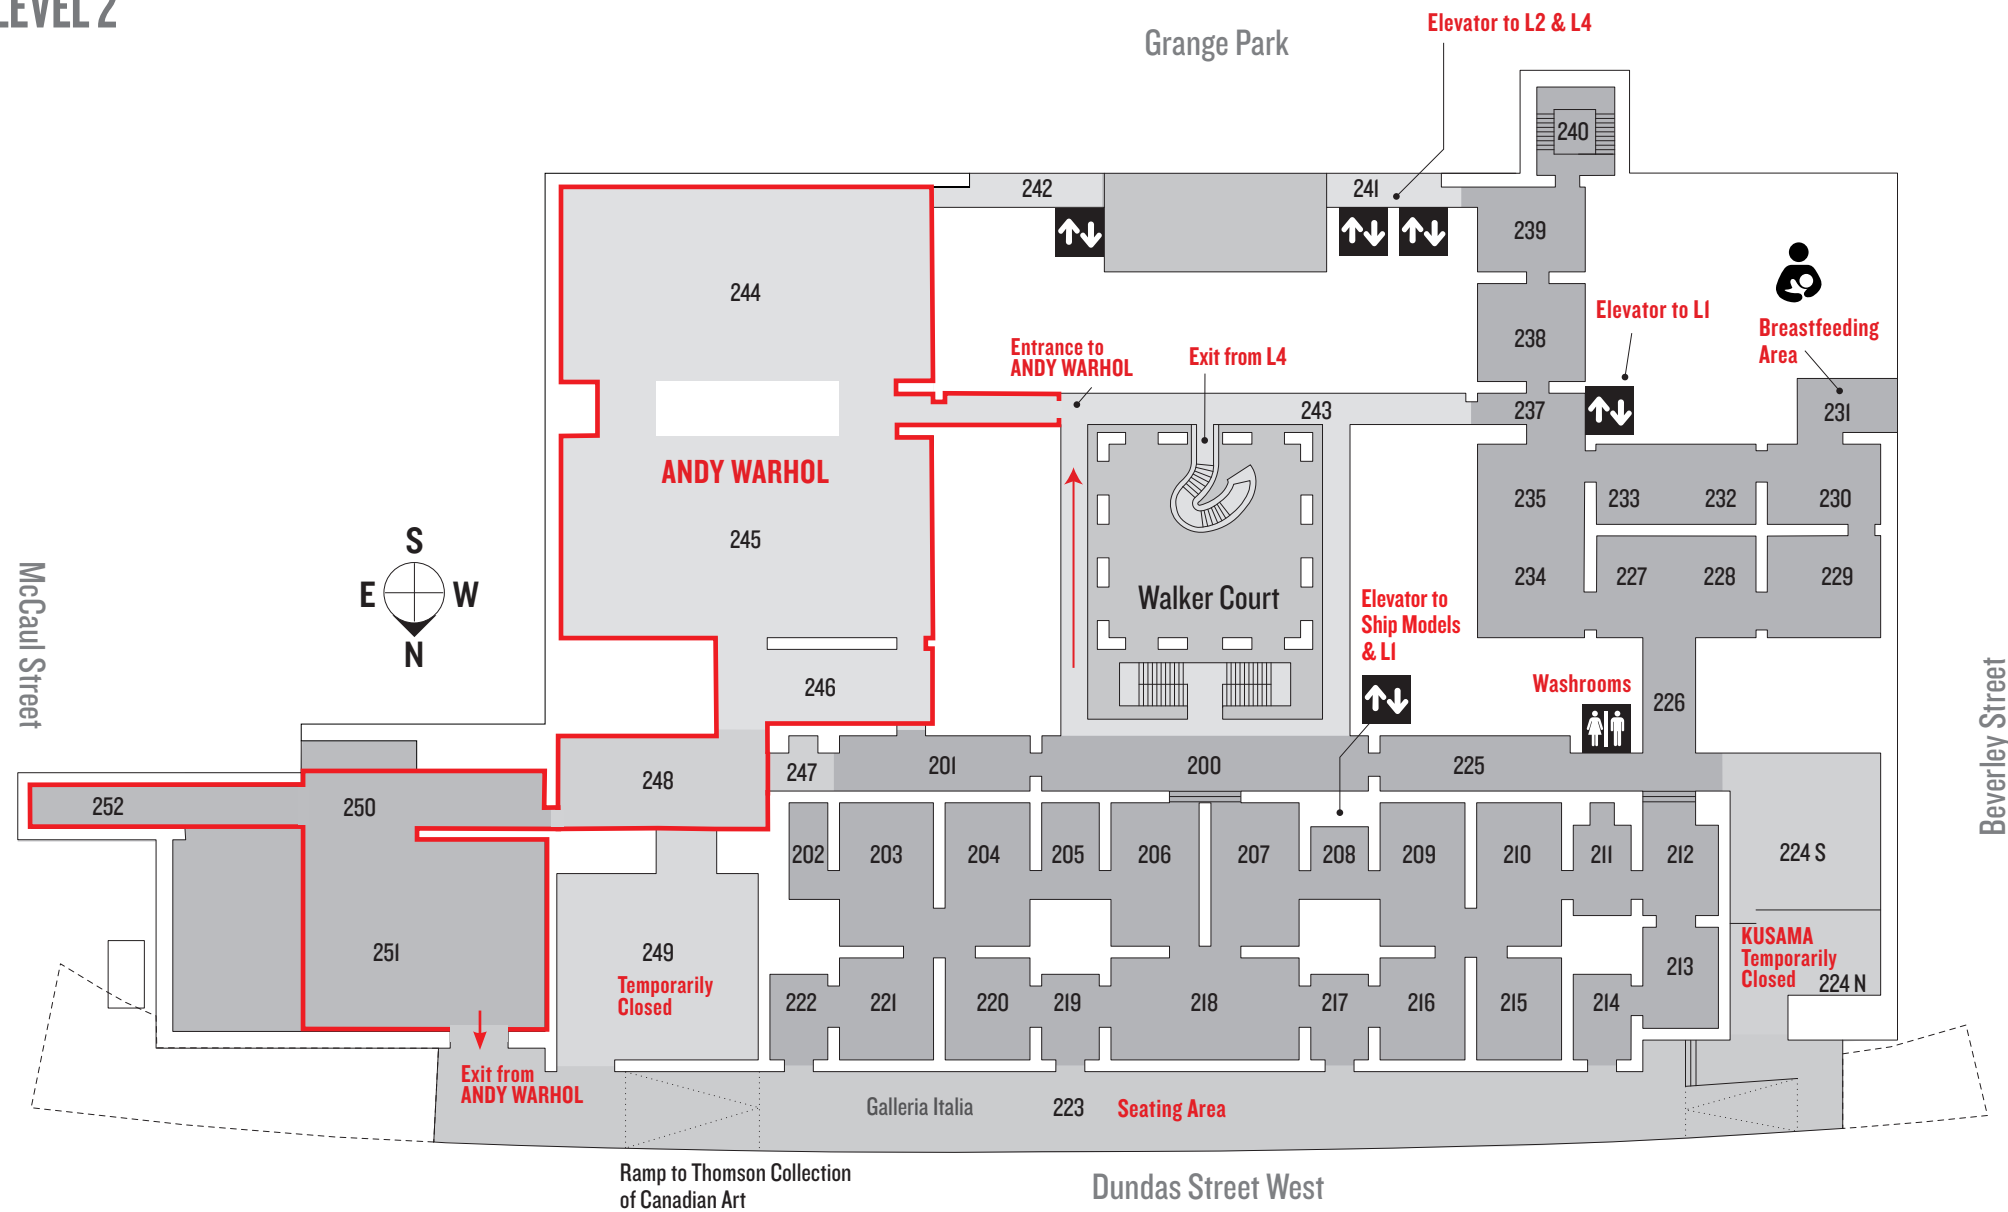 LEVEL 2
Grange Park
Elevator to L2 & L4
240
242
241
239
244
Elevator to L1
238
Breastfeeding
Area
Entrance to
ANDY WARHOL
Exit from L4
243
237
231
ANDY WARHOL
235
233
232
230
245
S
E
W
N
McCaul Street
Walker Court
Elevator to
Ship Models
& L1
234
227
228
229
246
Washrooms
226
Beverley Street
248
247
201
200
225
252
250
202
203
204
205
206
207
208
209
210
211
212
224 S
251
249
Temporarily
Closed
KUSAMA
Temporarily
Closed
224 N
213
222
221
220
219
218
217
216
215
214
Exit from
ANDY WARHOL
Galleria Italia
223
Seating Area
Ramp to Thomson Collection
of Canadian Art
Dundas Street West